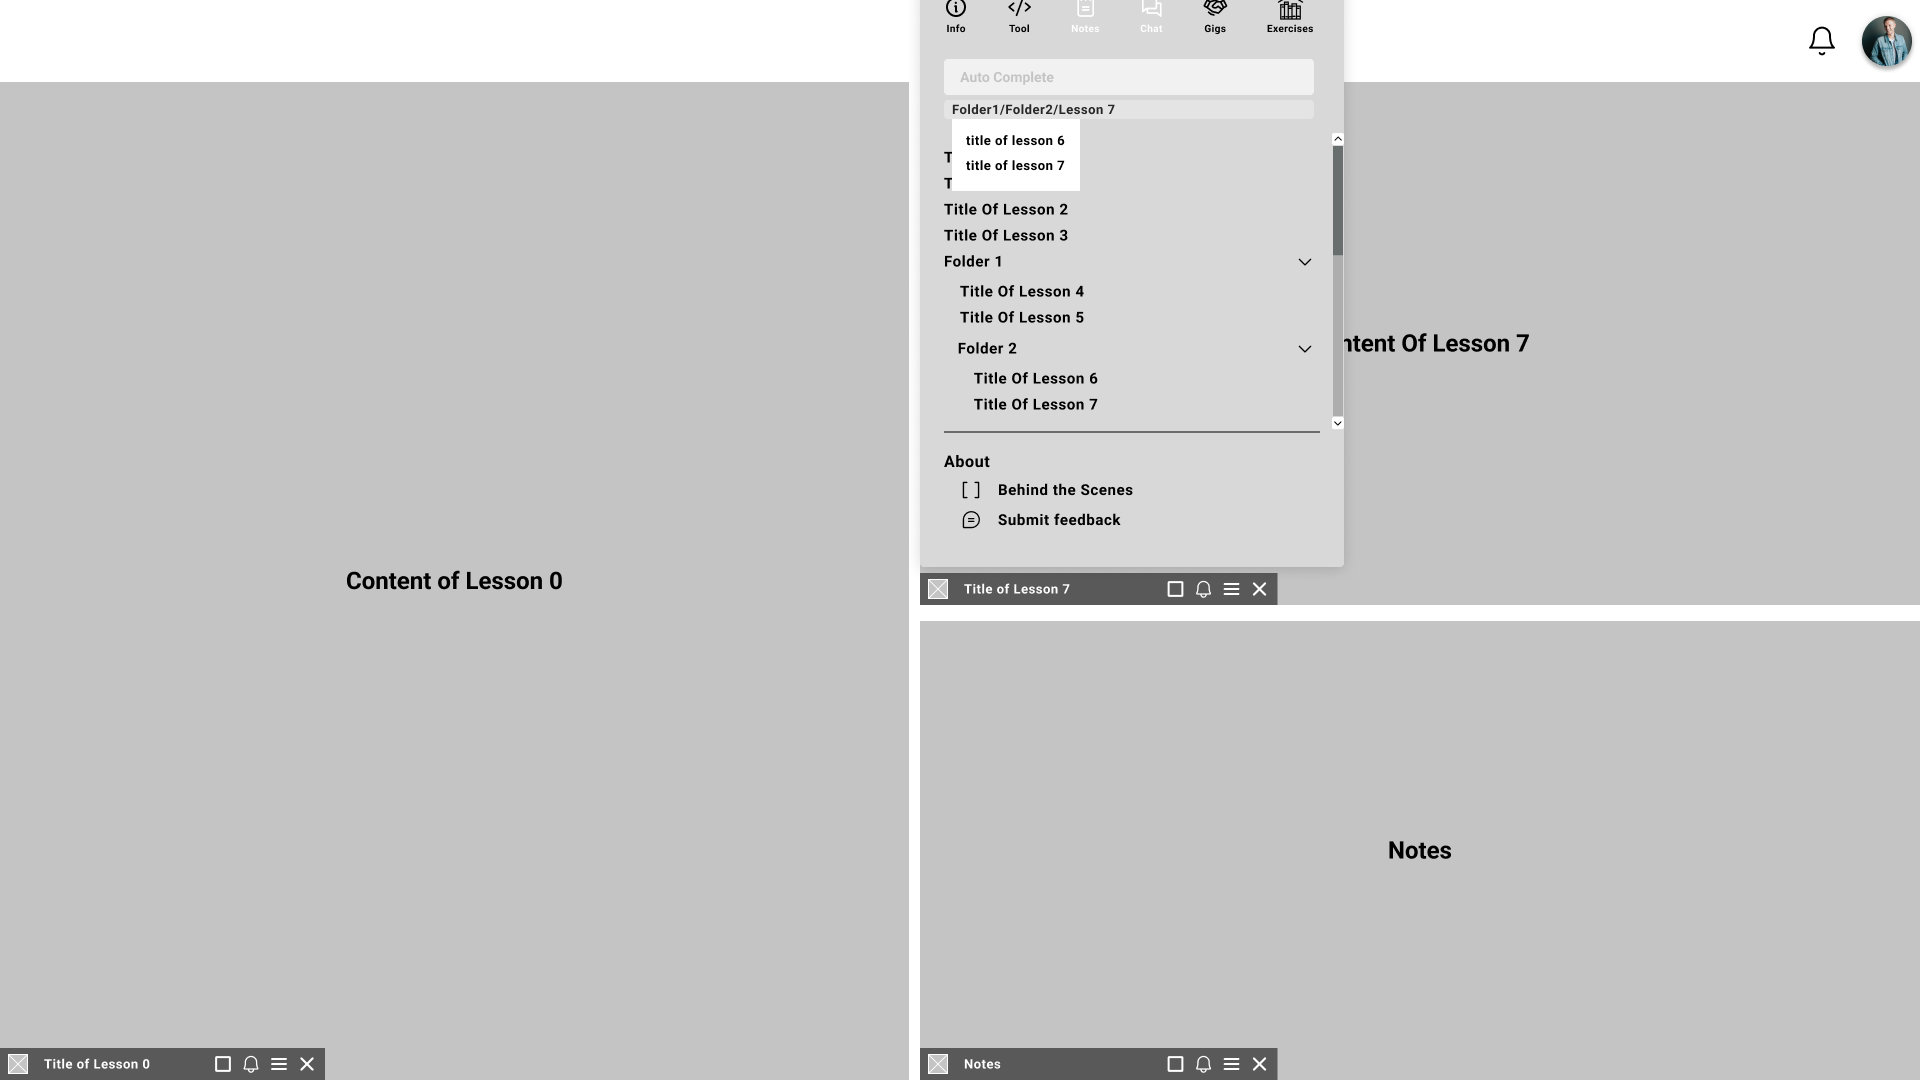 Info Tool Notes Chat Gigs Exercises
Auto Complete
Folder1/Folder2/Lesson 7
title of lesson 6
title of lesson 7
T
T
Title Of Lesson 2
Title Of Lesson 3
Folder 1
Title Of Lesson 4
Title Of Lesson 5
Folder 2
Title Of Lesson 6
Title Of Lesson 7
About
Behind the Scenes
Submit feedback
ntent Of Lesson 7
Content of Lesson 0
Title of Lesson 7
Notes
Title of Lesson 0
Notes